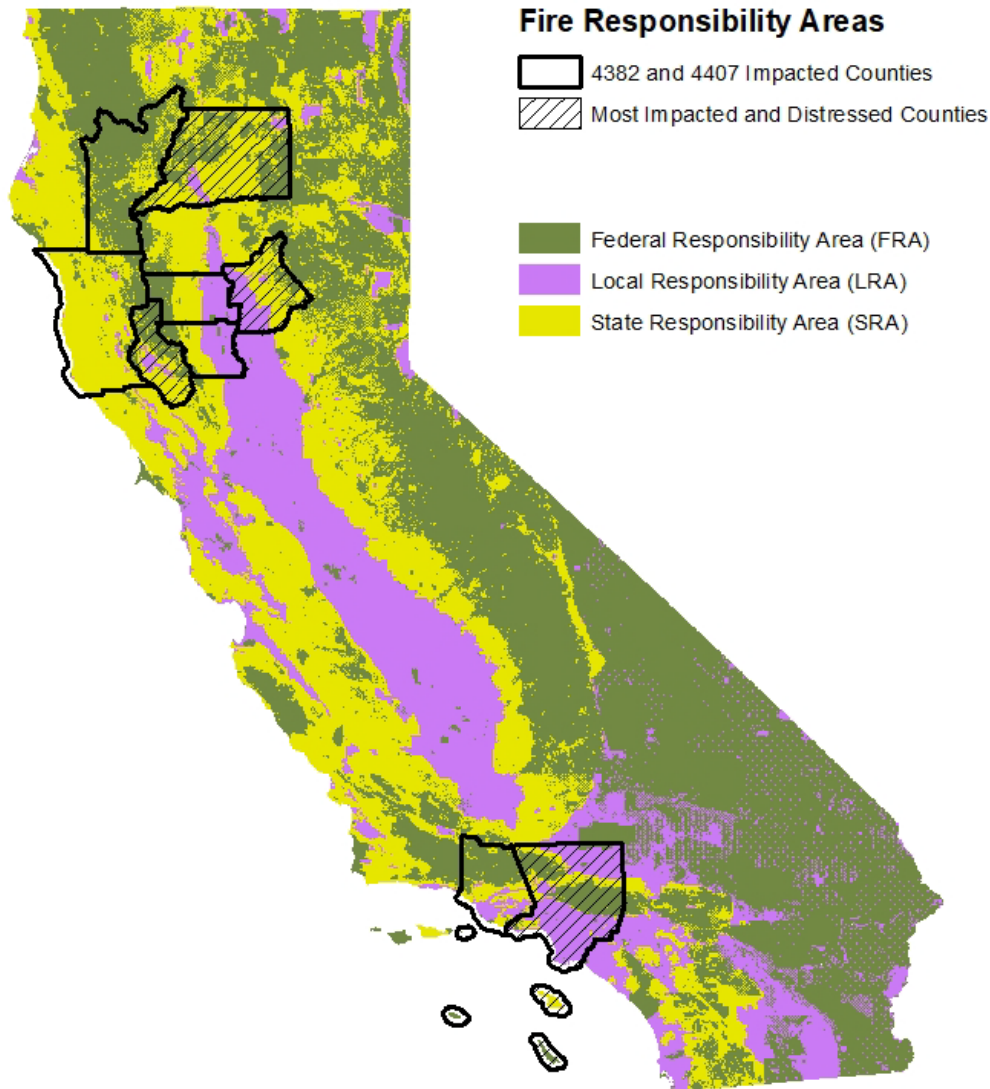 Fire Responsibility Areas
4382 and 4407 Impacted Counties
Most Impacted and Distressed Counties
Federal Responsibility Area (FRA)
Local Responsibility Area (LRA)
State Responsibility Area (SRA)